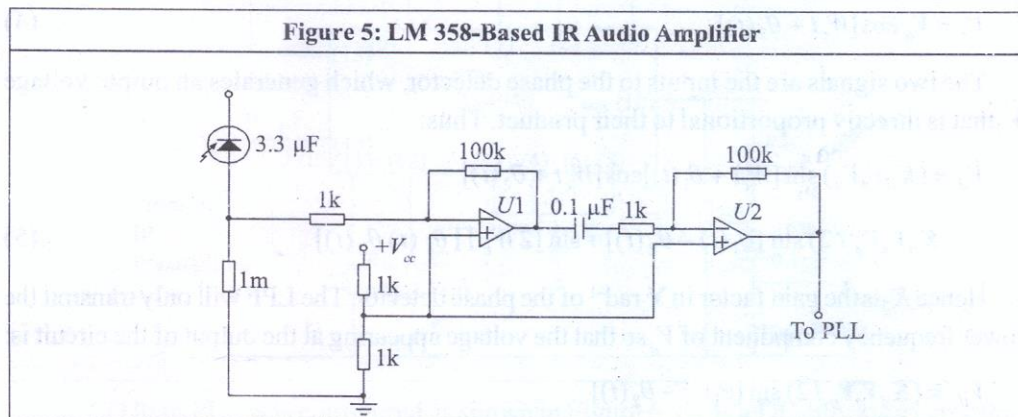 Figure 5: LM 358-Based IR Audio Amplifier
3.3 μF
100k
100k
1k
U1
0.1 μF
1k
U2
+Vcc
1m
1k
1k
To PLL